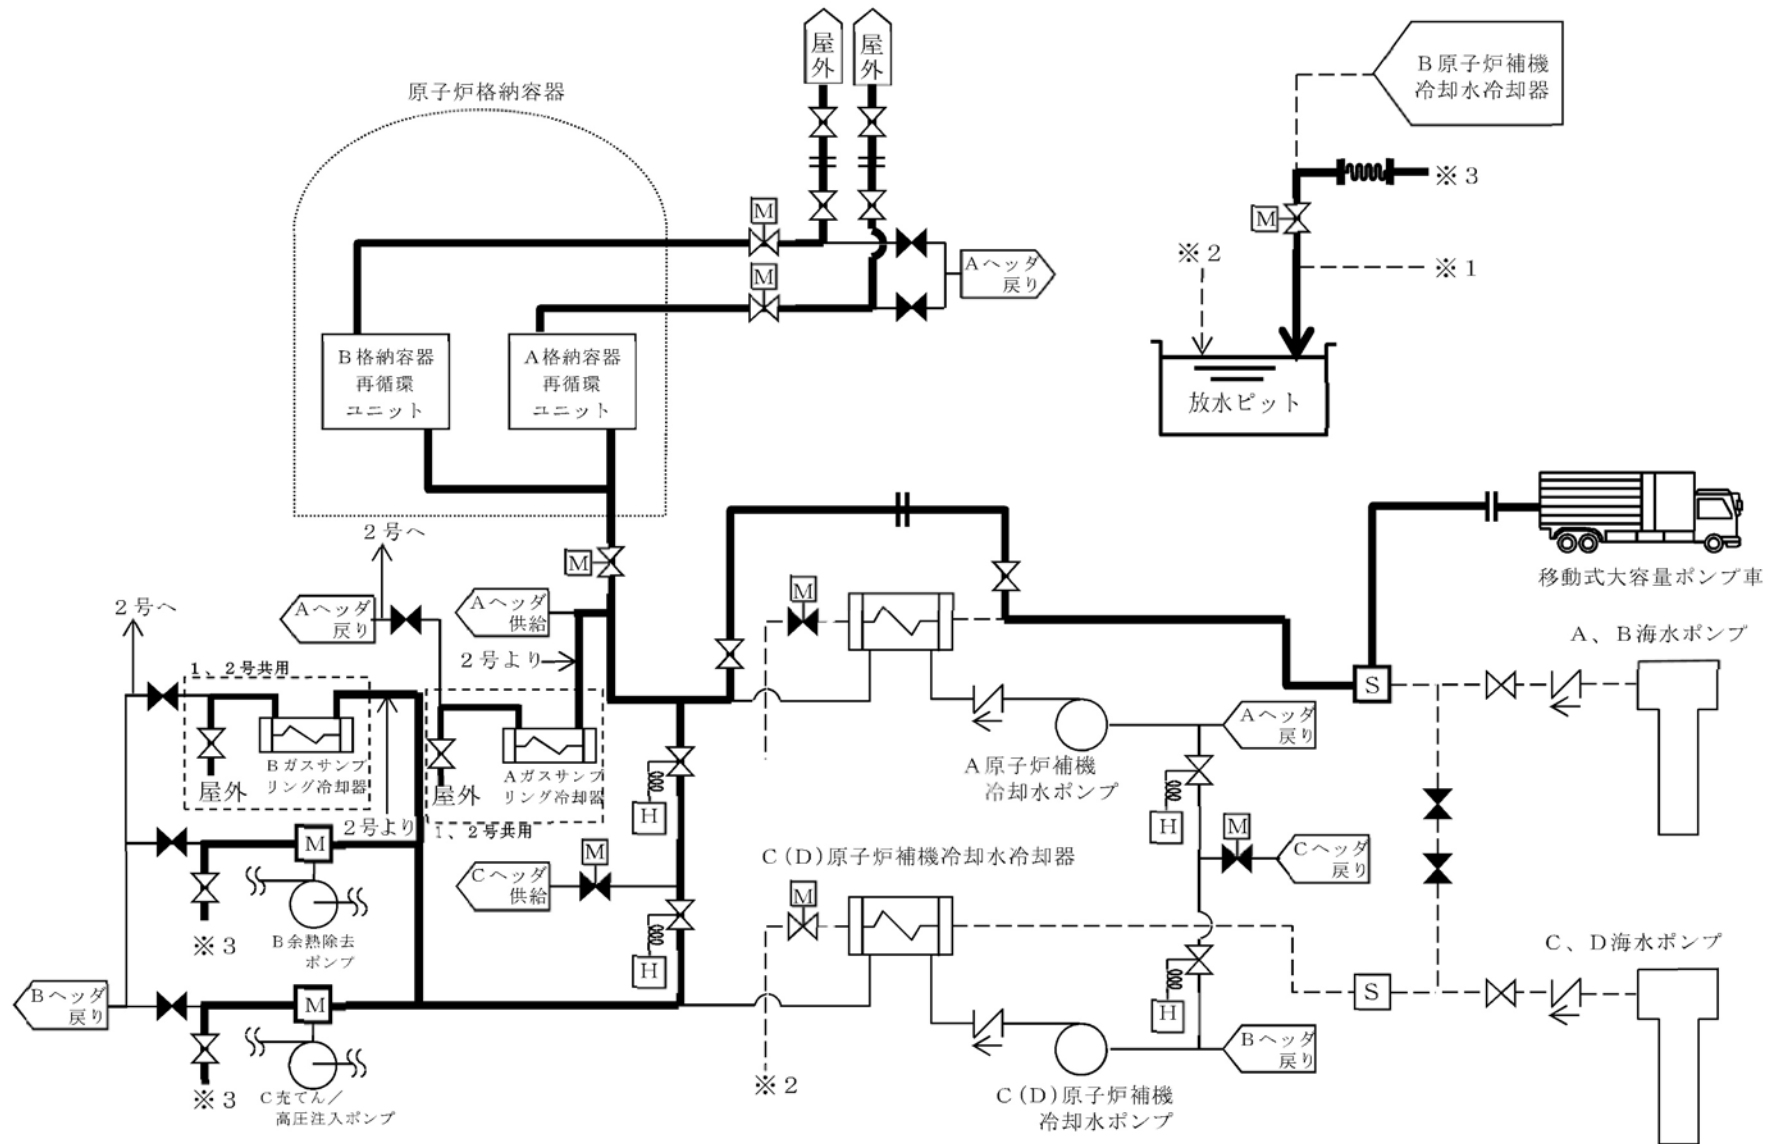 屋
外
屋
外
B原子炉補機
冷却水冷却器
原子炉格納容器
※3
M
M
※2
※1
M
Aヘッダ
戻り
B格納容器
再循環
ユニット
A格納容器
再循環
ユニット
放水ピット
2号へ
M
移動式大容量ポンプ車
M
2号へ
Aヘッダ
戻り
Aヘッダ
供給
A、B海水ポンプ
2号より
1、2号共用
S
Aヘッダ
戻り
Bガスサンプ
リング冷却器
屋外
Aガスサンプ
リング冷却器
屋外
A原子炉補機
冷却水ポンプ
H
H
2号より
1、2号共用
M
M
M
C(D)原子炉補機冷却水冷却器
Cヘッダ
戻り
Cヘッダ
供給
M
※3
B余熱除去
ポンプ
H
C、D海水ポンプ
Bヘッダ
戻り
M
S
H
Bヘッダ
戻り
※2
※3
C充てん/
高圧注入ポンプ
C(D)原子炉補機
冷却水ポンプ